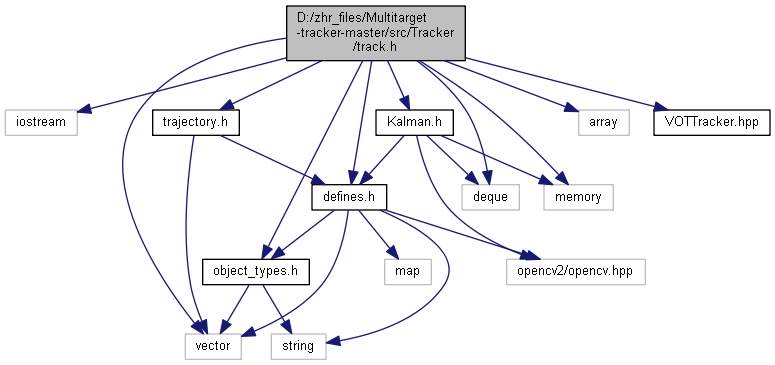 D:/zhr_files/Multitarget
-tracker-master/src/Tracker
/track.h
iostream
trajectory.h
Kalman.h
array
VOTTracker.hpp
defines.h
deque
memory
object_types.h
map
opencv2/opencv.hpp
vector
string